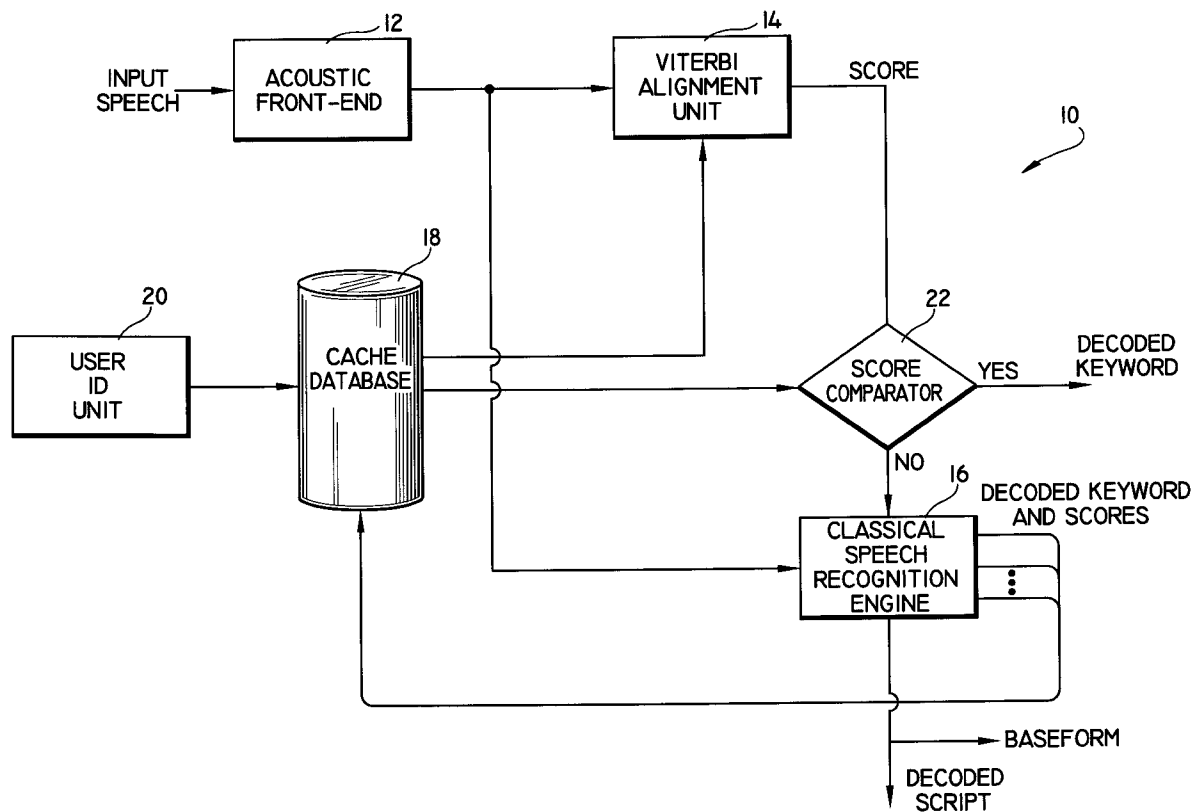 12
14
INPUT
SPEECH
ACOUSTIC
FRONT-END
VITERBI
ALIGNMENT
UNIT
SCORE
10
18
20
USER
ID
UNIT
CACHE
DATABASE
22
SCORE
COMPARATOR
YES
DECODED
KEYWORD
NO
16
DECODED KEYWORD
AND SCORES
CLASSICAL
SPEECH
RECOGNITION
ENGINE
BASEFORM
DECODED
SCRIPT